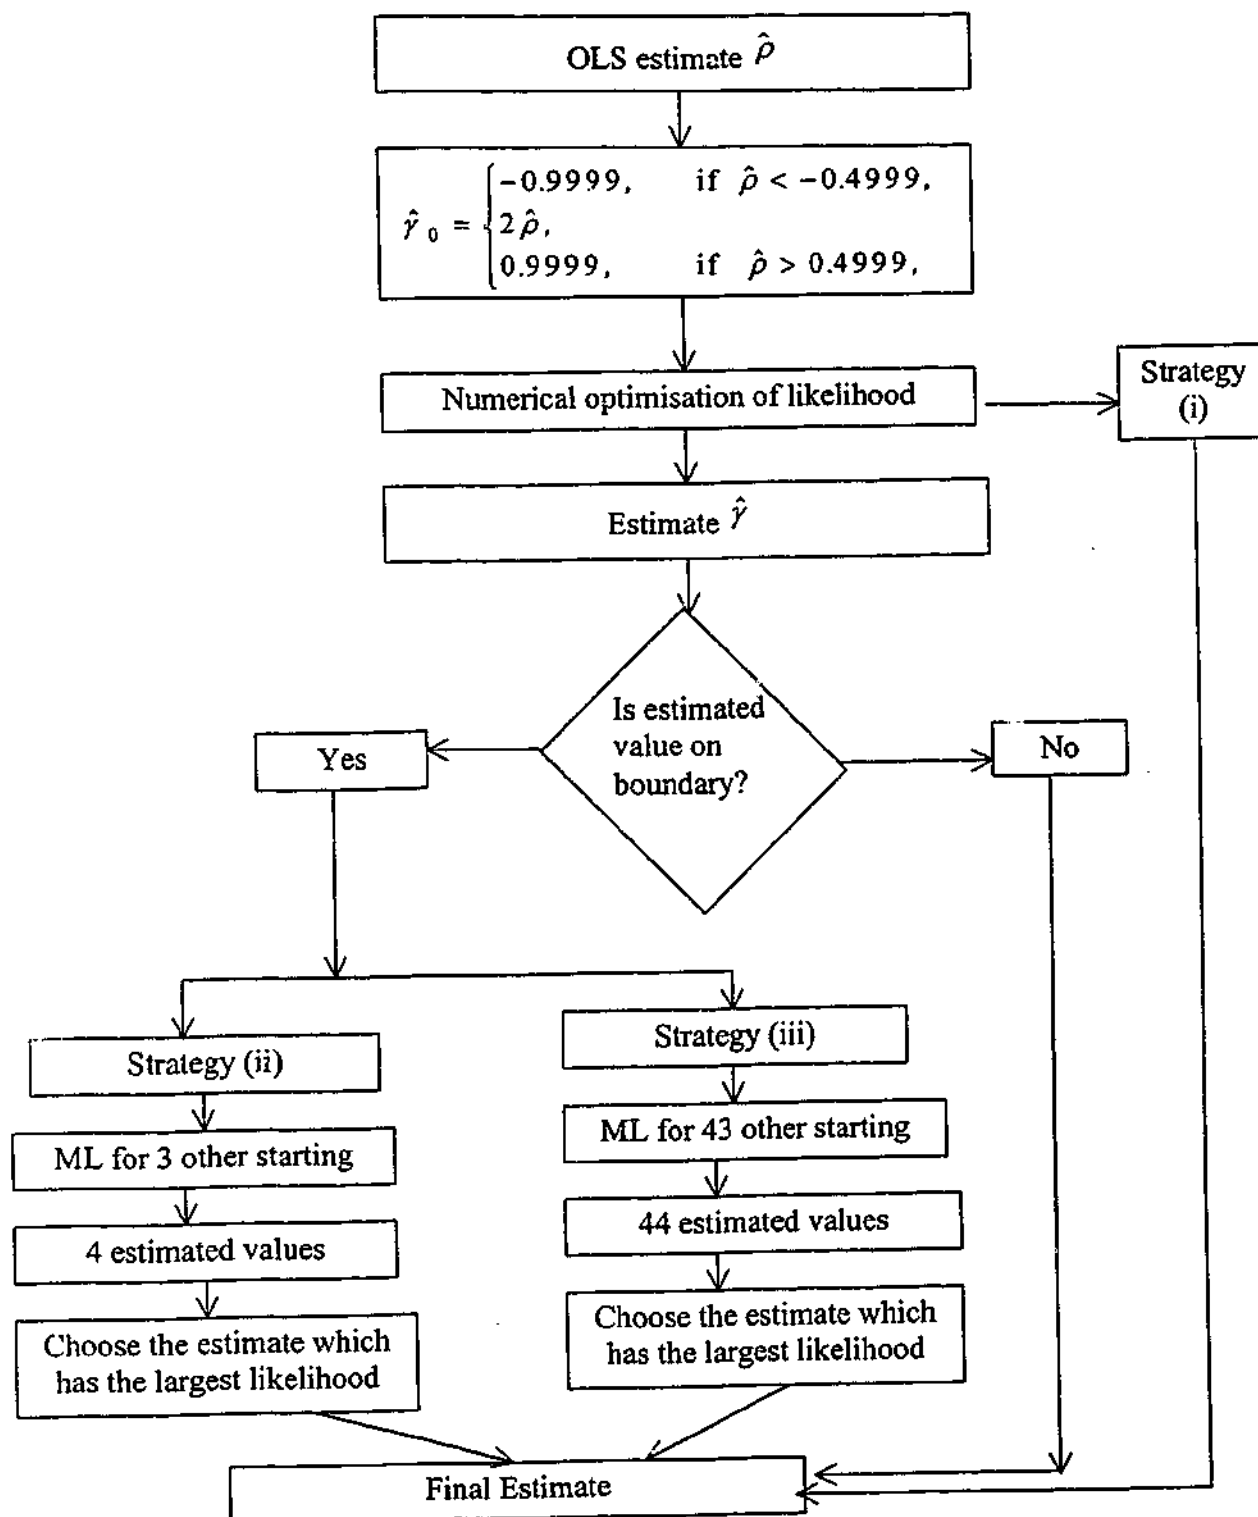 OLS estimate ρ̂
−0.9999, if ρ̂ < −0.4999,
γ̂ 0 = { 2ρ̂,
0.9999, if ρ̂ > 0.4999,
Numerical optimisation of likelihood
Strategy
(i)
Estimate γ̂
Is estimated
value on
boundary?
Yes
No
Strategy (ii)
Strategy (iii)
ML for 3 other starting
ML for 43 other starting
4 estimated values
44 estimated values
Choose the estimate which
has the largest likelihood
Choose the estimate which
has the largest likelihood
Final Estimate